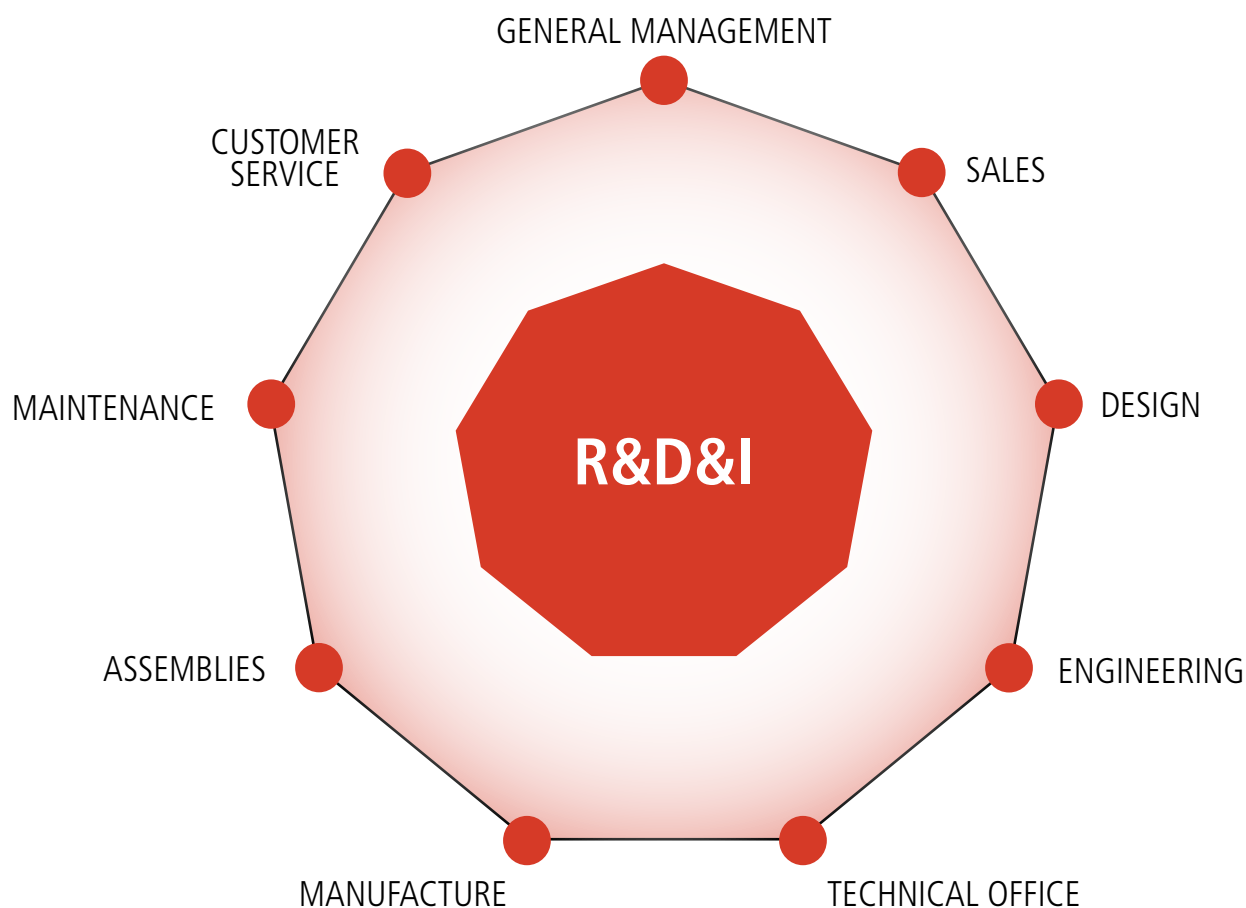 GENERAL MANAGEMENT
CUSTOMER
SERVICE
SALES
MAINTENANCE
DESIGN
R&D&I
ASSEMBLIES
ENGINEERING
MANUFACTURE
TECHNICAL OFFICE